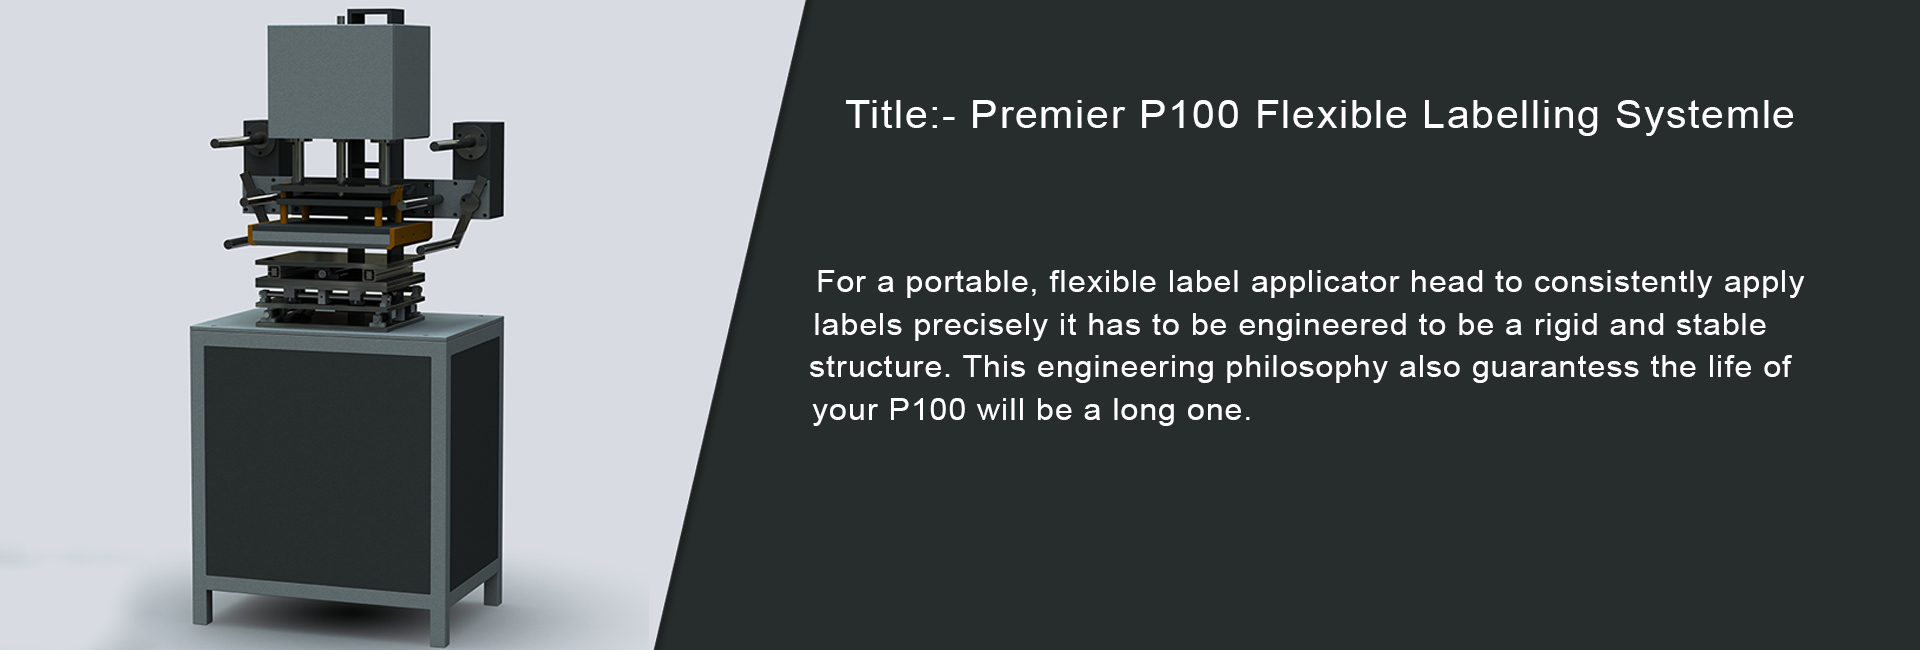 Title:- Premier P100 Flexible Labelling Systemle
For a portable, flexible label applicator head to consistently apply
labels precisely it has to be engineered to be a rigid and stable
structure. This engineering philosophy also guarantess the life of
your P100 will be a long one.